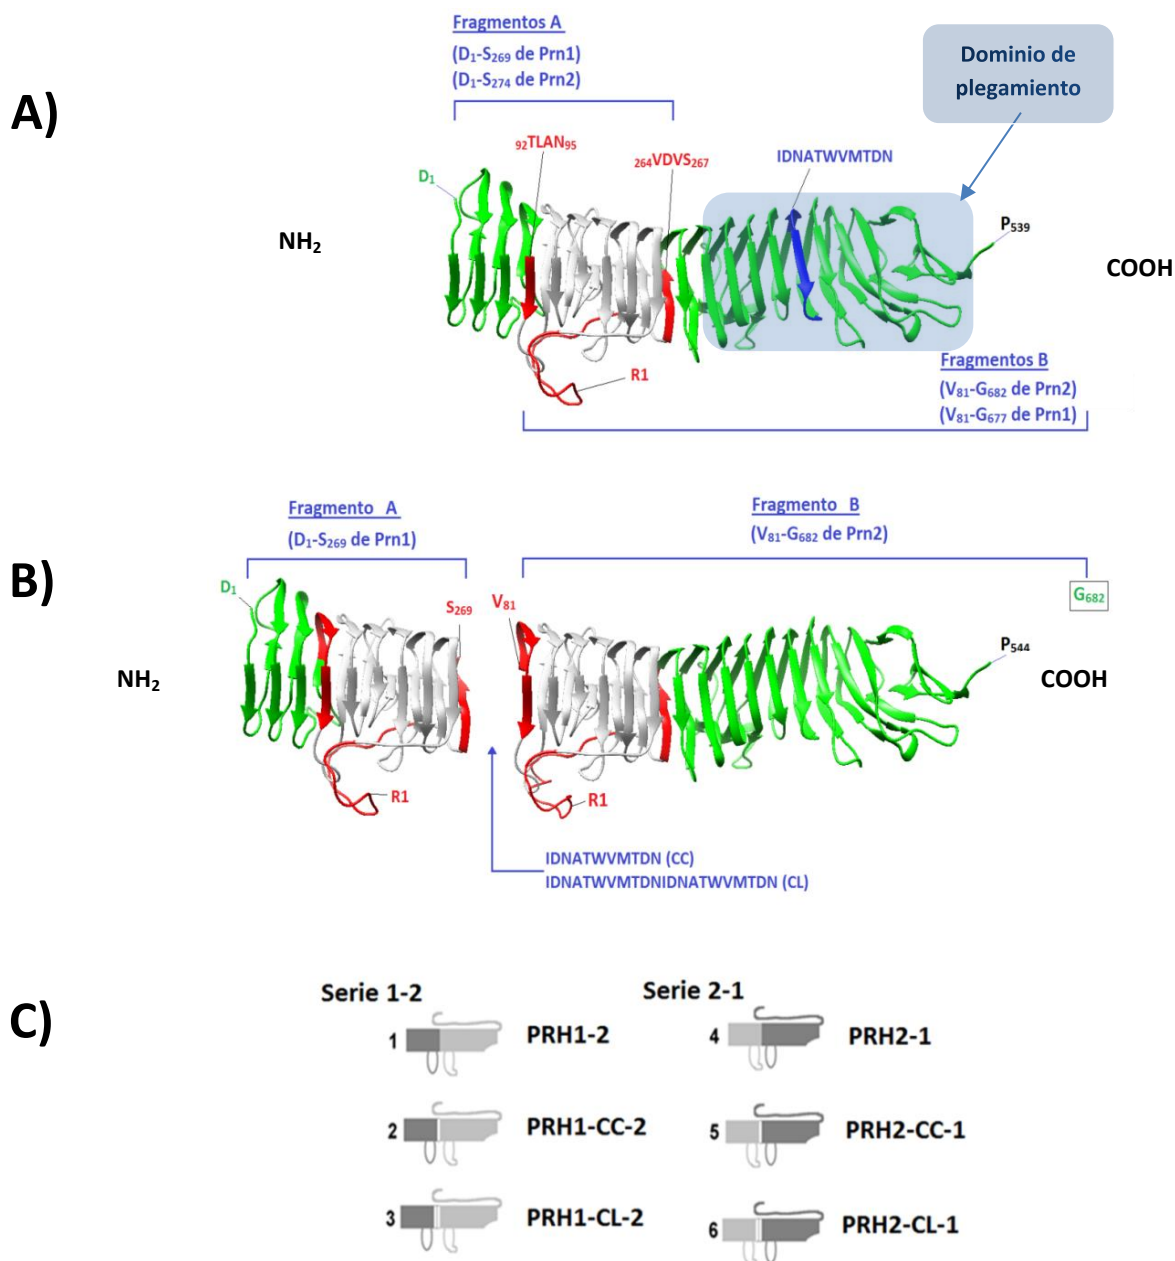 Fragmentos A
(D1-S269 de Prn1)
(D1-S274 de Prn2)
Dominio de
plegamiento
A)
92TLAN95
264VDVS267
IDNATWVMTDN
D1
P539
NH2
COOH
R1
Fragmentos B
(V81-G682 de Prn2)
(V81-G677 de Prn1)
Fragmento A
(D1-S269 de Prn1)
Fragmento B
(V81-G682 de Prn2)
B)
D1
S269
V81
G682
P544
NH2
COOH
R1
R1
IDNATWVMTDN (CC)
IDNATWVMTDNIDNATWVMTDN (CL)
C)
Serie 1-2
Serie 2-1
1 PRH1-2
4 PRH2-1
2 PRH1-CC-2
5 PRH2-CC-1
3 PRH1-CL-2
6 PRH2-CL-1